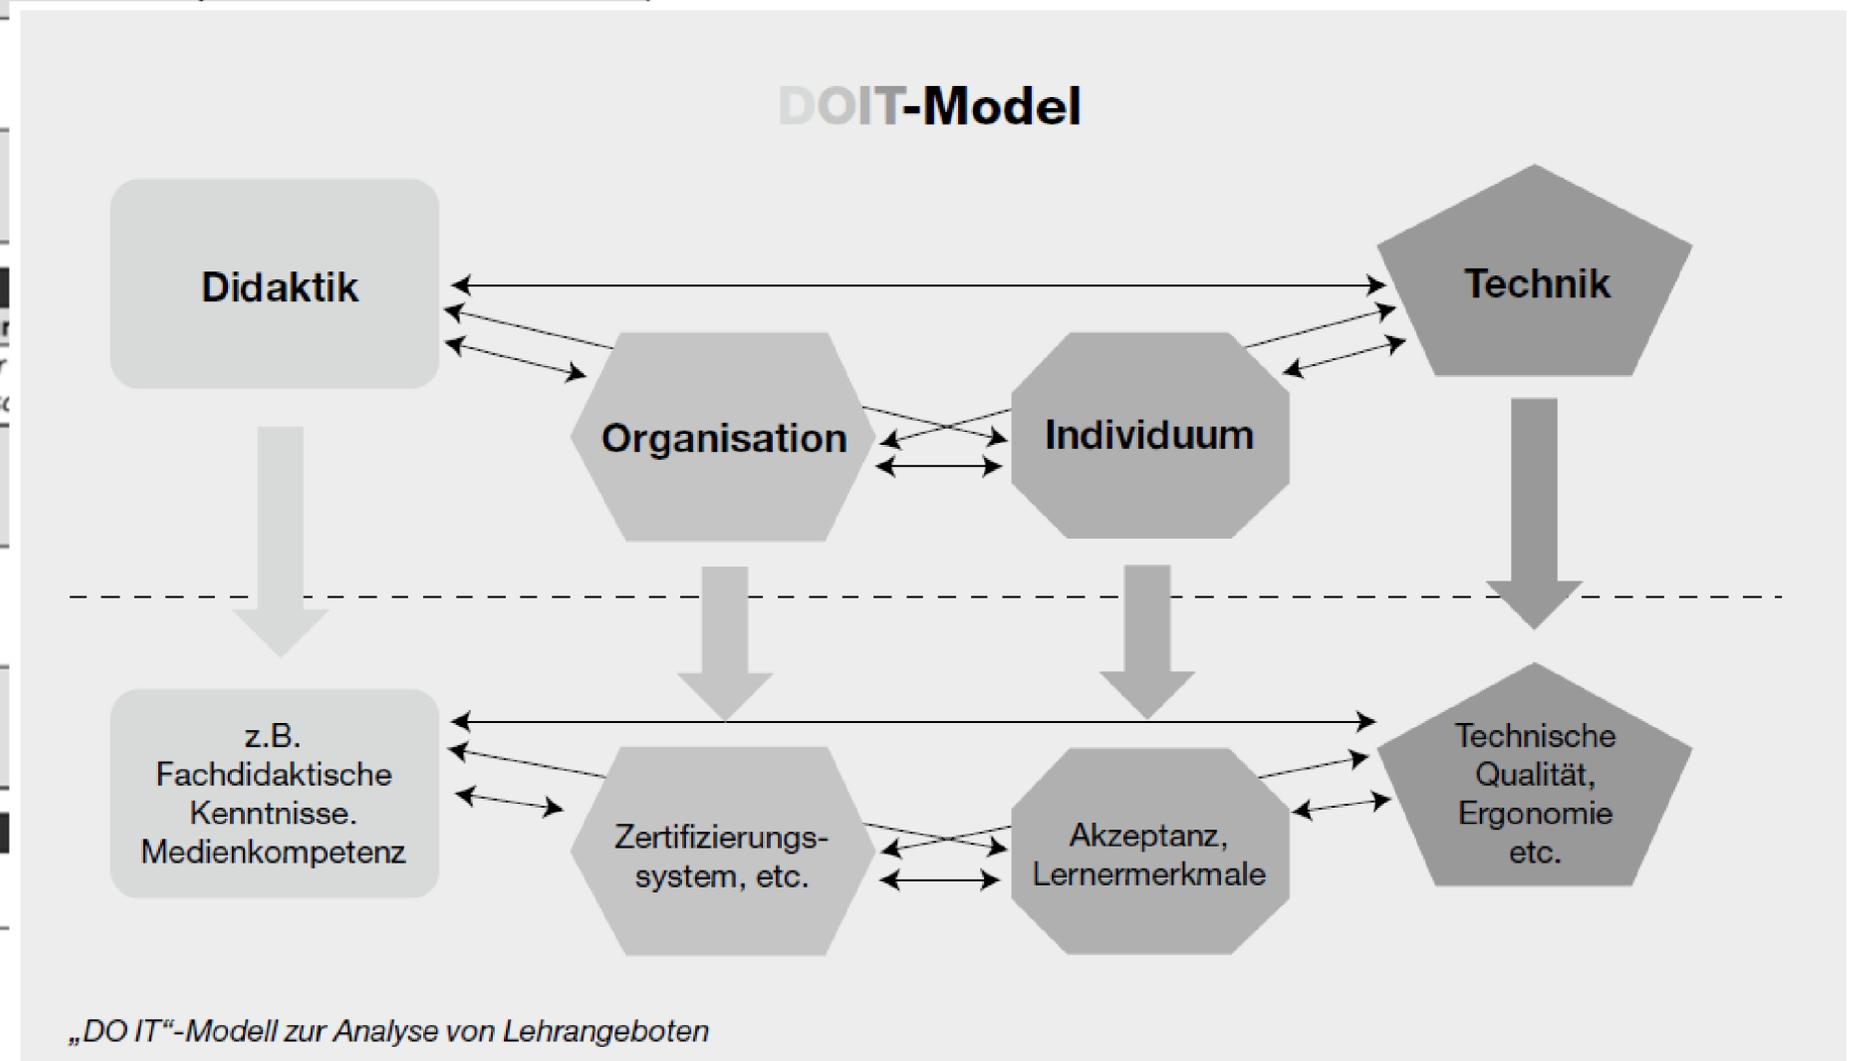 DOIT-Model
Didaktik
Technik
Organisation
Individuum
z.B.
Fachdidaktische
Kenntnisse.
Medienkompetenz
Zertifizierungs-
system, etc.
Akzeptanz,
Lernermerkmale
Technische
Qualität,
Ergonomie
etc.
„DO IT“-Modell zur Analyse von Lehrangeboten